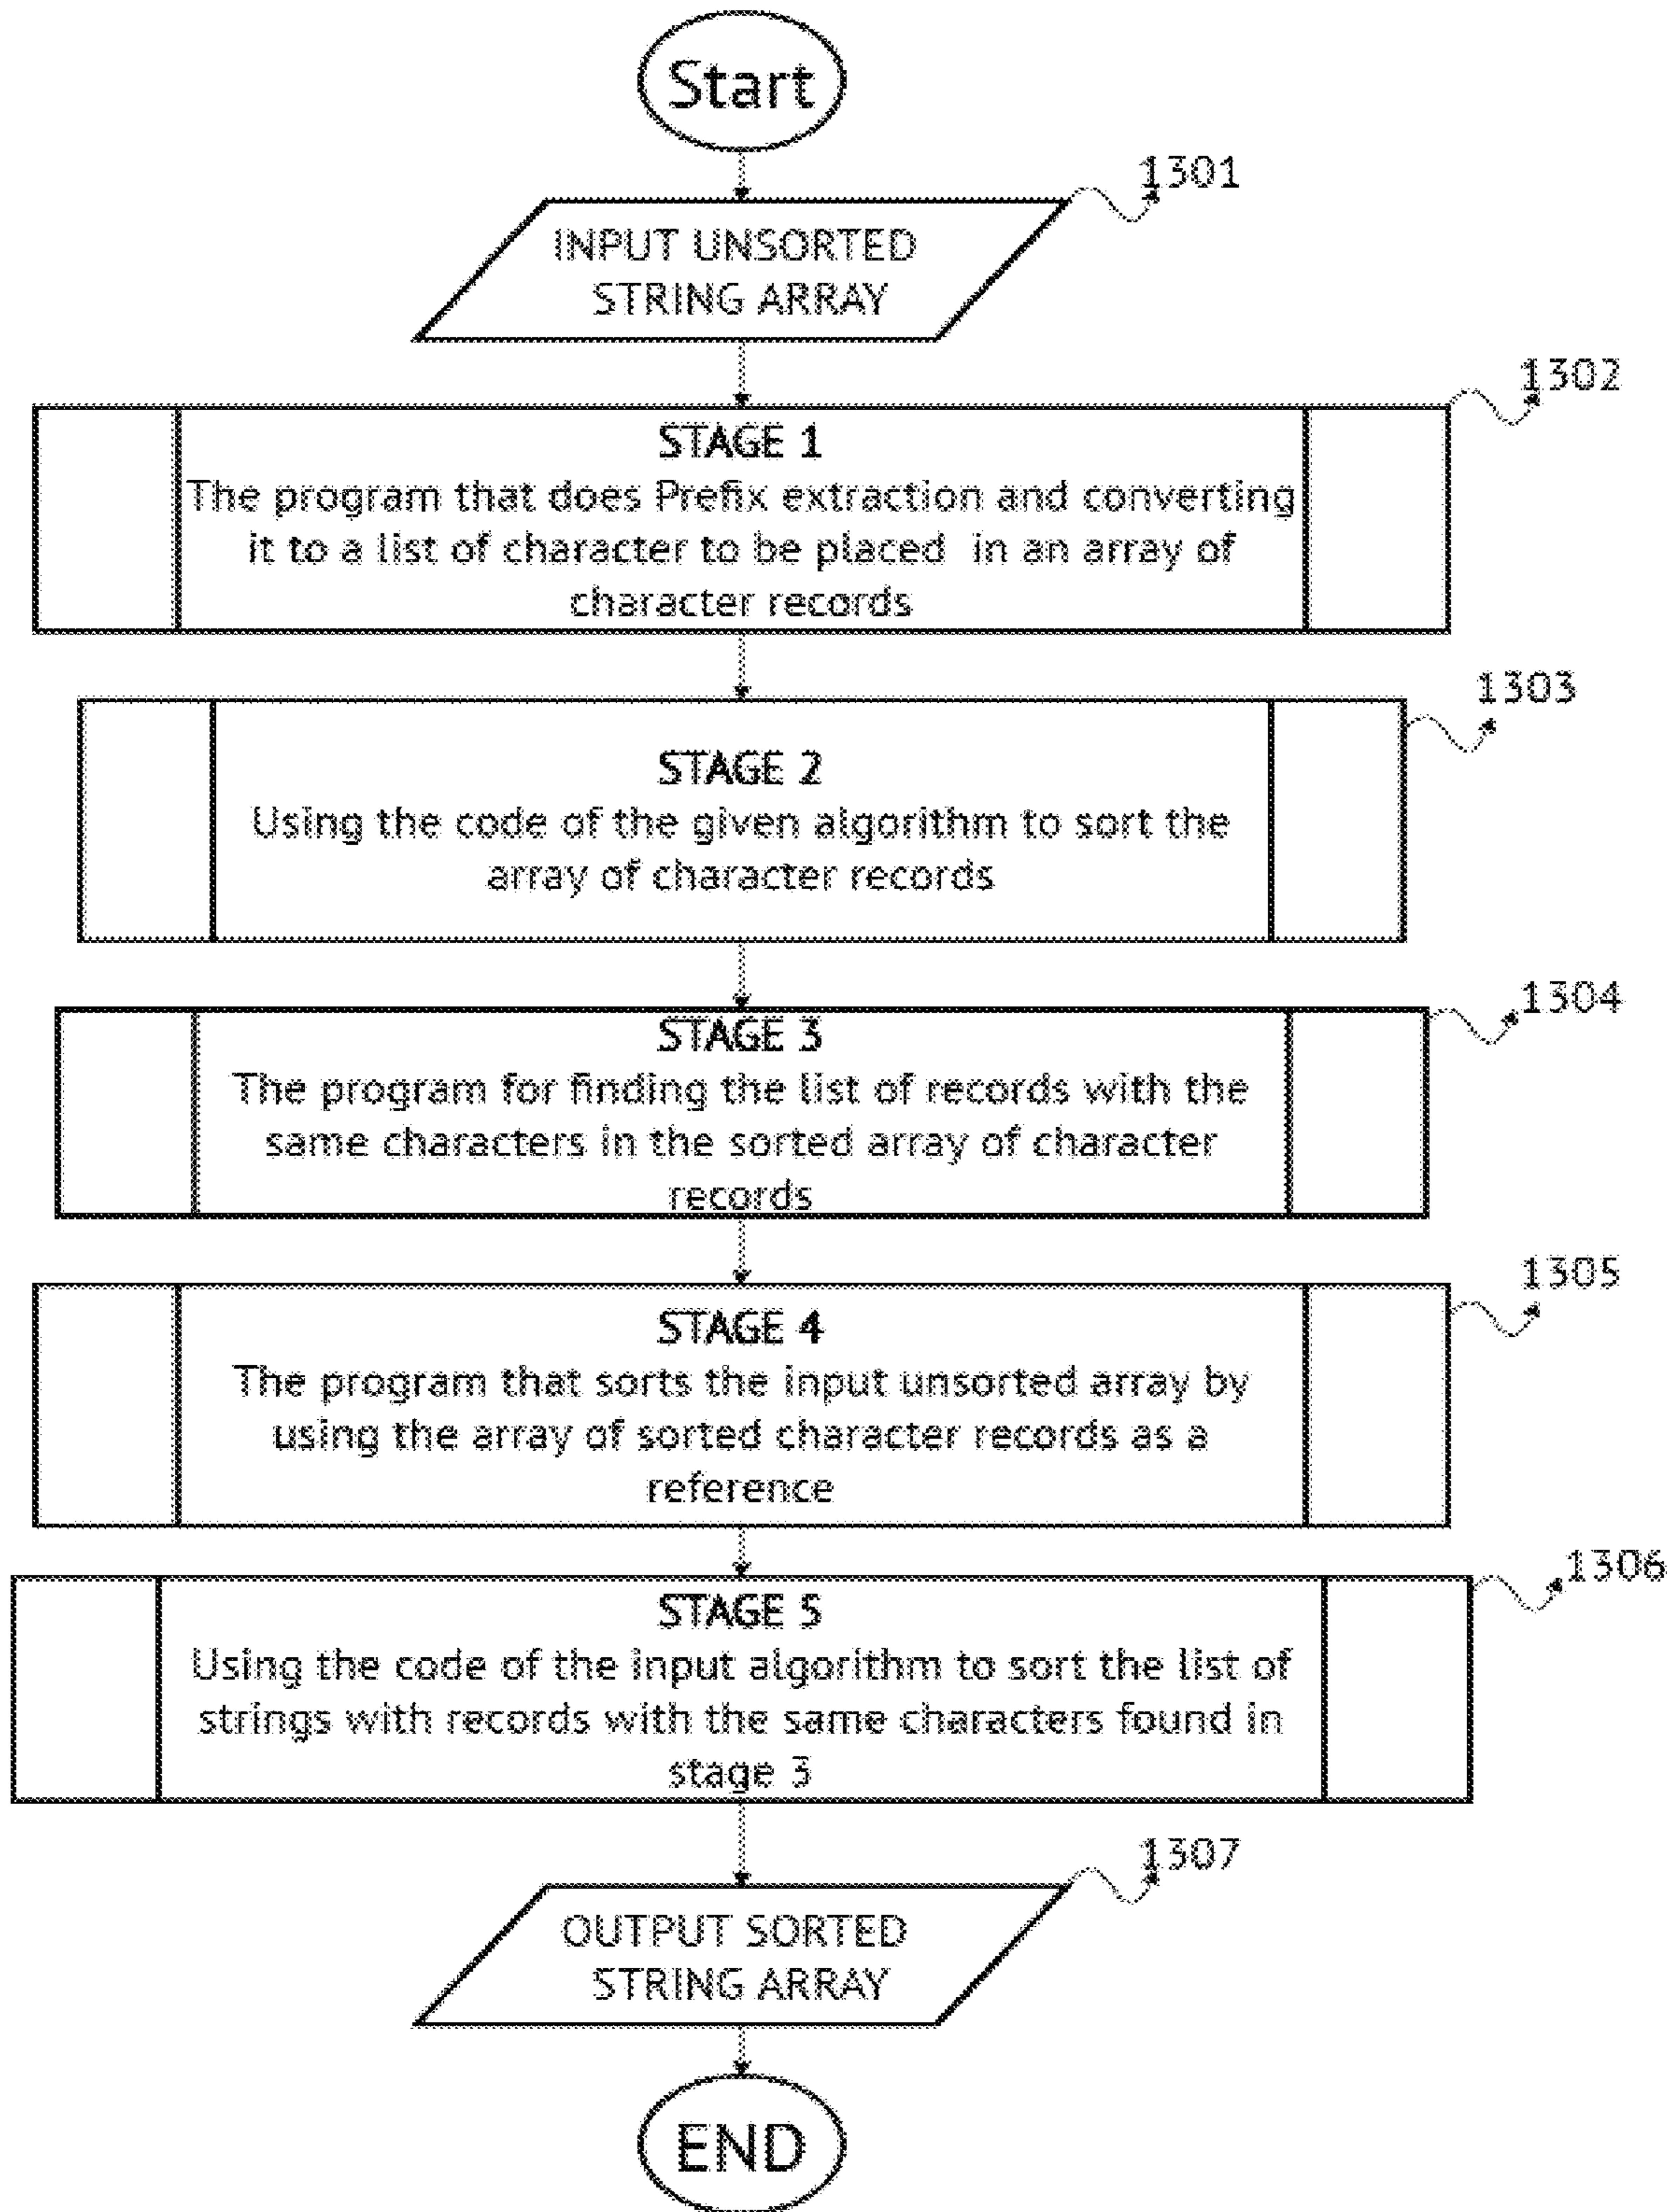 Start
1301
INPUT UNSORTED
STRING ARRAY
1302
STAGE 1
The program that does Prefix extraction and converting
it to a list of character to be placed in an array of
character records
1303
STAGE 2
Using the code of the given algorithm to sort the
array of character records
1304
STAGE 3
The program for finding the list of records with the
same characters in the sorted array of character
records
1305
STAGE 4
The program that sorts the input unsorted array by
using the array of sorted character records as a
reference
1306
STAGE 5
Using the code of the input algorithm to sort the list of
strings with records with the same characters found in
stage 3
1307
OUTPUT SORTED
STRING ARRAY
END